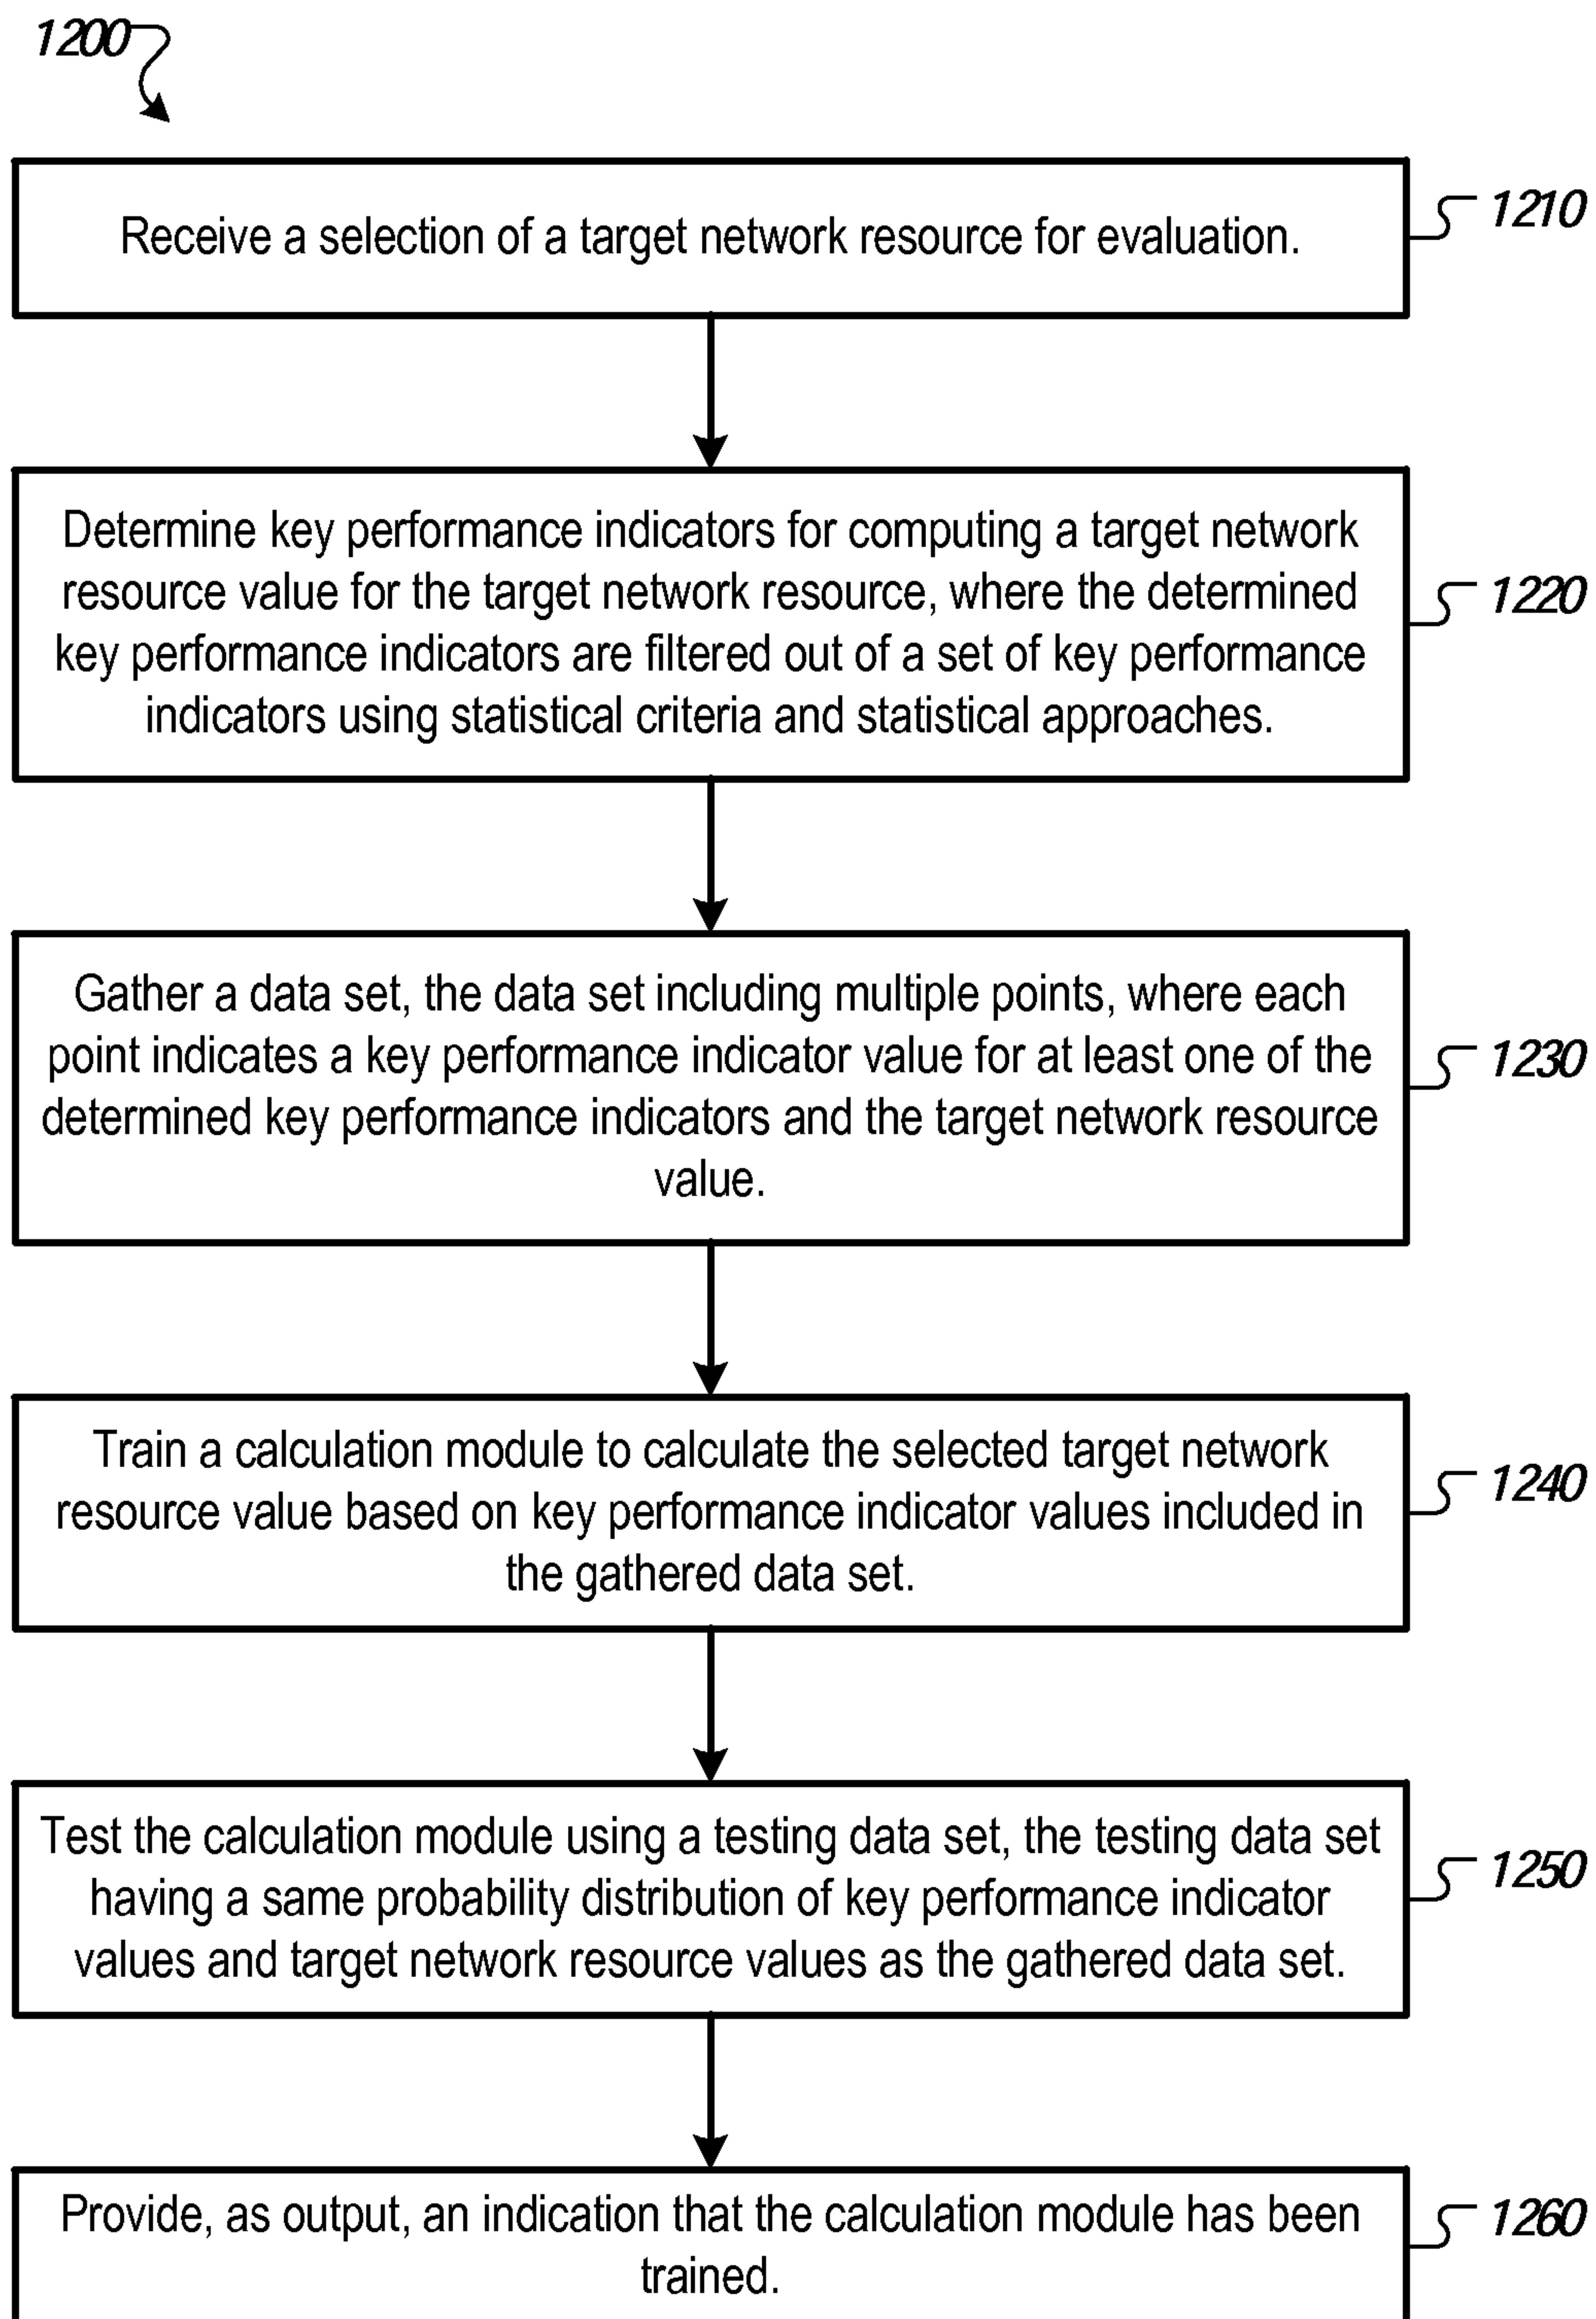 1200
Receive a selection of a target network resource for evaluation.
1210
Determine key performance indicators for computing a target network
resource value for the target network resource, where the determined
key performance indicators are filtered out of a set of key performance
indicators using statistical criteria and statistical approaches.
1220
Gather a data set, the data set including multiple points, where each
point indicates a key performance indicator value for at least one of the
determined key performance indicators and the target network resource
value.
1230
Train a calculation module to calculate the selected target network
resource value based on key performance indicator values included in
the gathered data set.
1240
Test the calculation module using a testing data set, the testing data set
having a same probability distribution of key performance indicator
values and target network resource values as the gathered data set.
1250
Provide, as output, an indication that the calculation module has been
trained.
1260